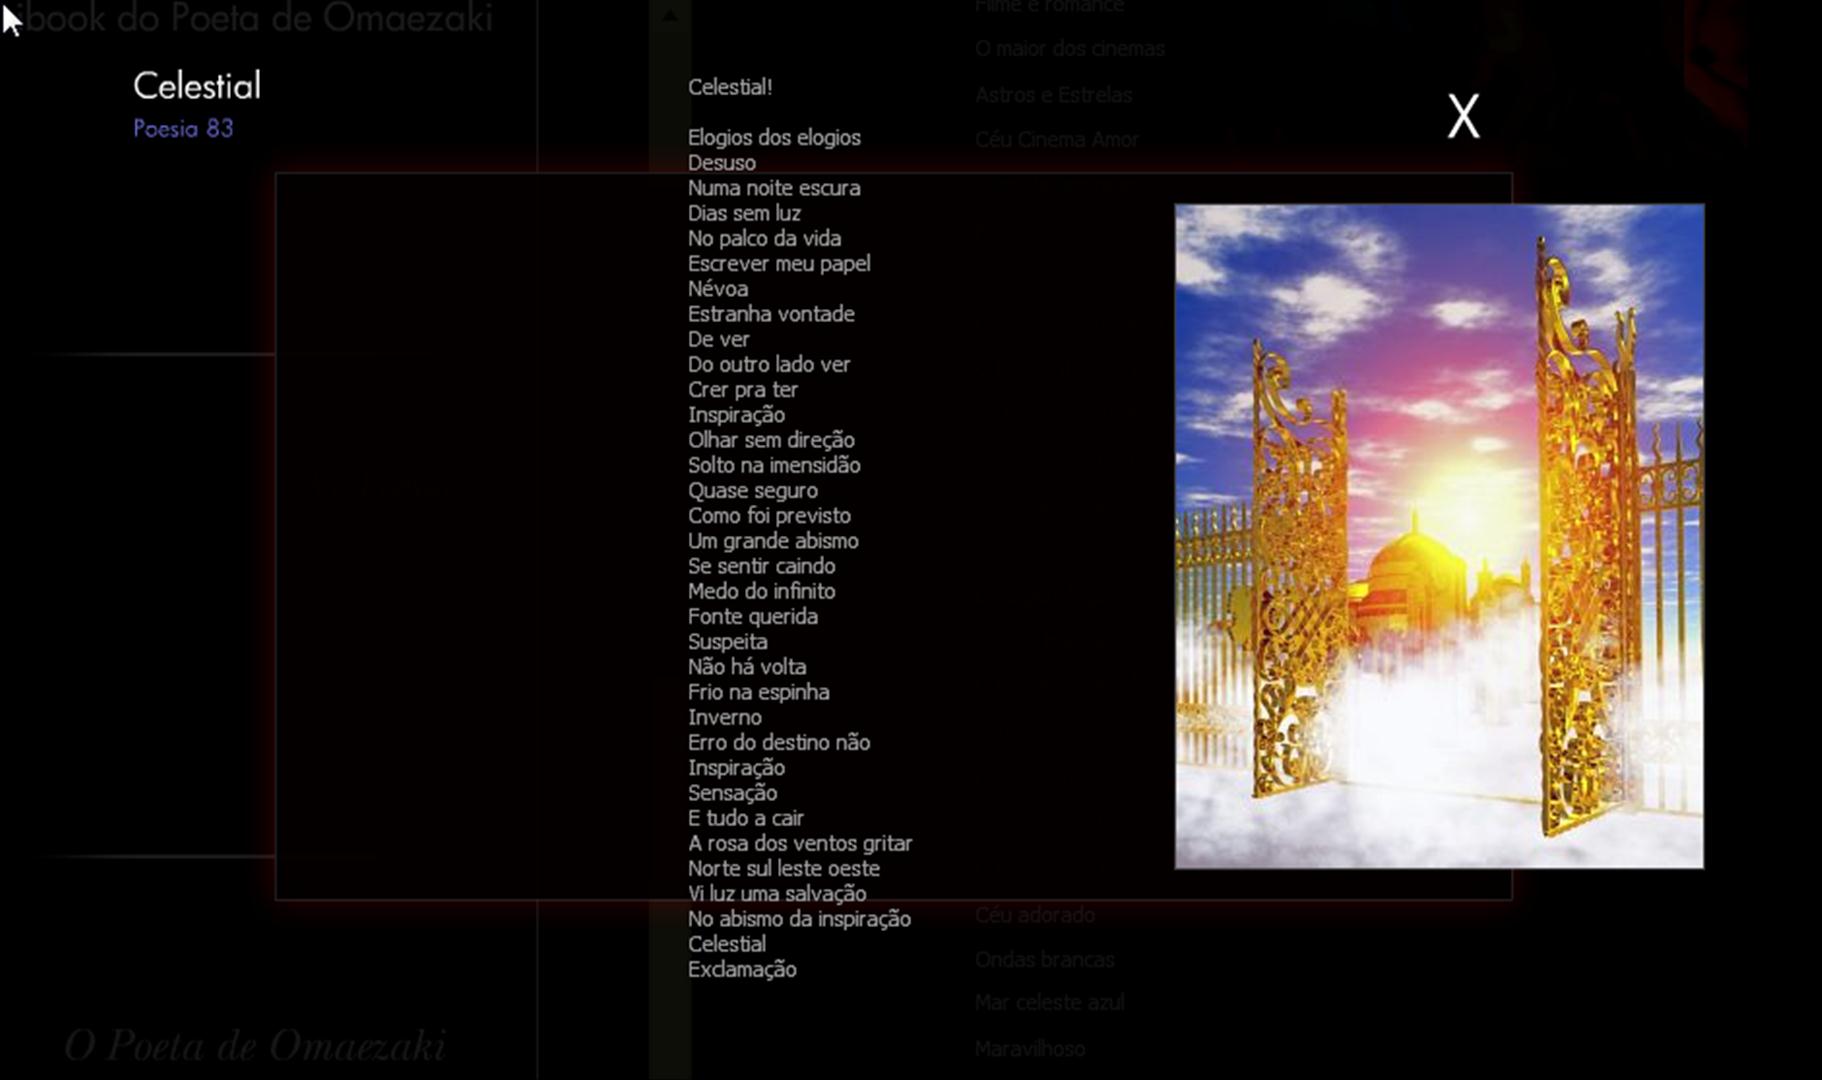 ibook do Poeta de Omaezaki
Celestial
Poesia 83
Celestial!
Elogios dos elogios
Desuso
Numa noite escura
Dias sem luz
No palco da vida
Escrever meu papel
Névoa
Estranha vontade
De ver
Do outro lado ver
Crer pra ter
Inspiração
Olhar sem direção
Solto na imensidão
Quase seguro
Como foi previsto
Um grande abismo
Se sentir caindo
Medo do infinito
Fonte querida
Suspeita
Não há volta
Frio na espinha
Inverno
Erro do destino não
Inspiração
Sensação
E tudo a cair
A rosa dos ventos gritar
Norte sul leste oeste
Vi luz uma salvação
No abismo da inspiração
Celestial
Exclamação
Filme e romance
O maior dos cinemas
Astros e Estrelas
Céu Cinema Amor
X
Céu adorado
Ondas brancas
Mar celeste azul
Maravilhoso
O Poeta de Omaezaki